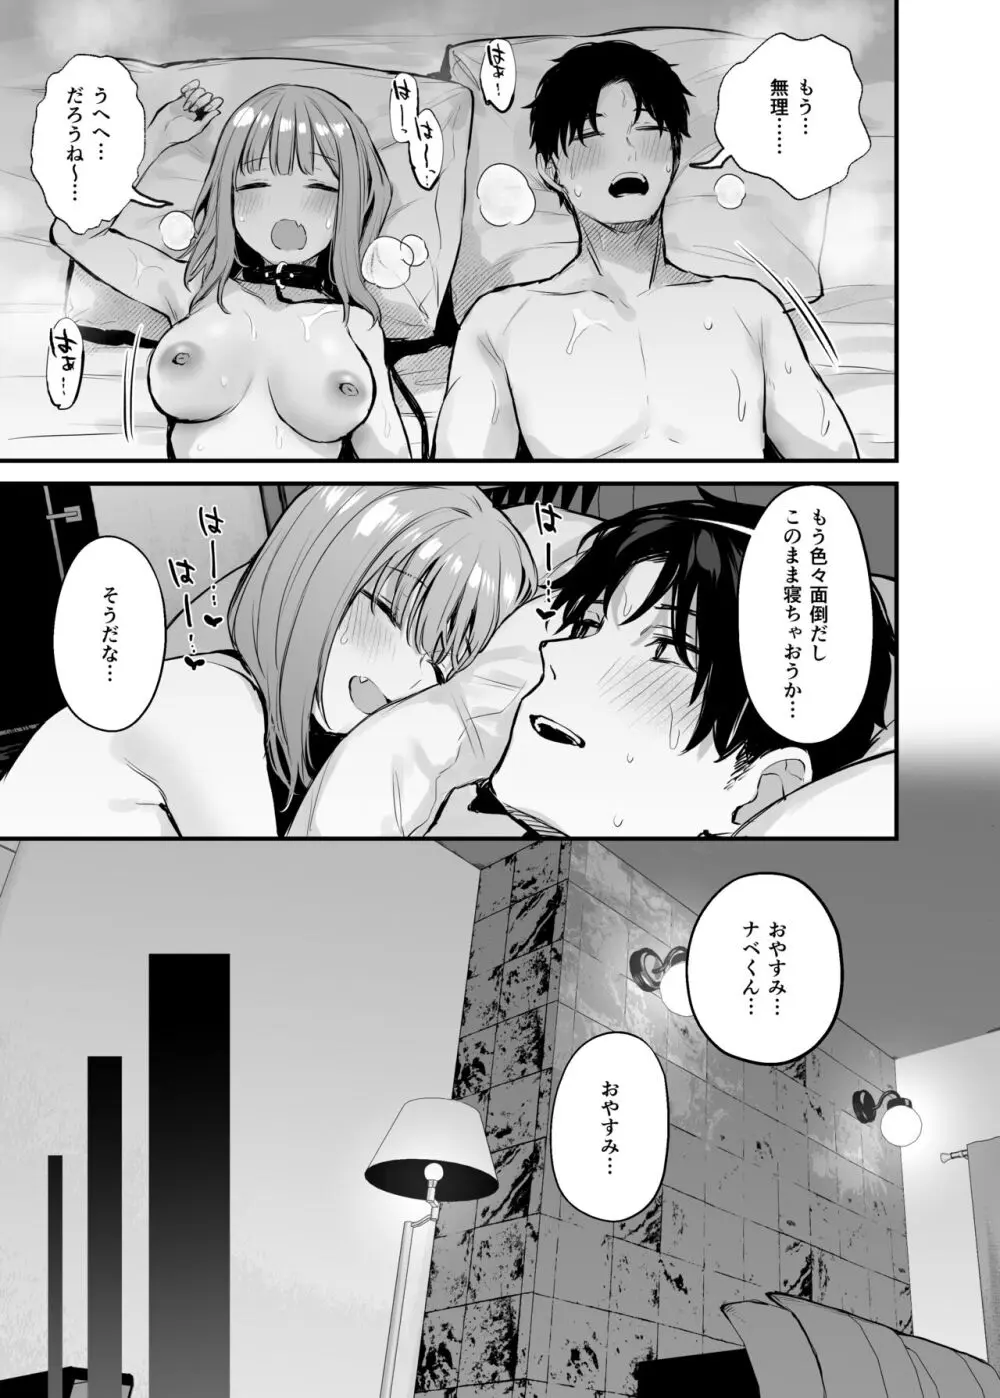 もう…
無理……
はぁ…
は〜…
はー…
うへへ…
だろうね〜…
はぁ…
もう色々面倒だし
このまま寝ちゃおうか…
はー…
はー…
そうだな…
おやすみ…
ナベくん…
おやすみ…